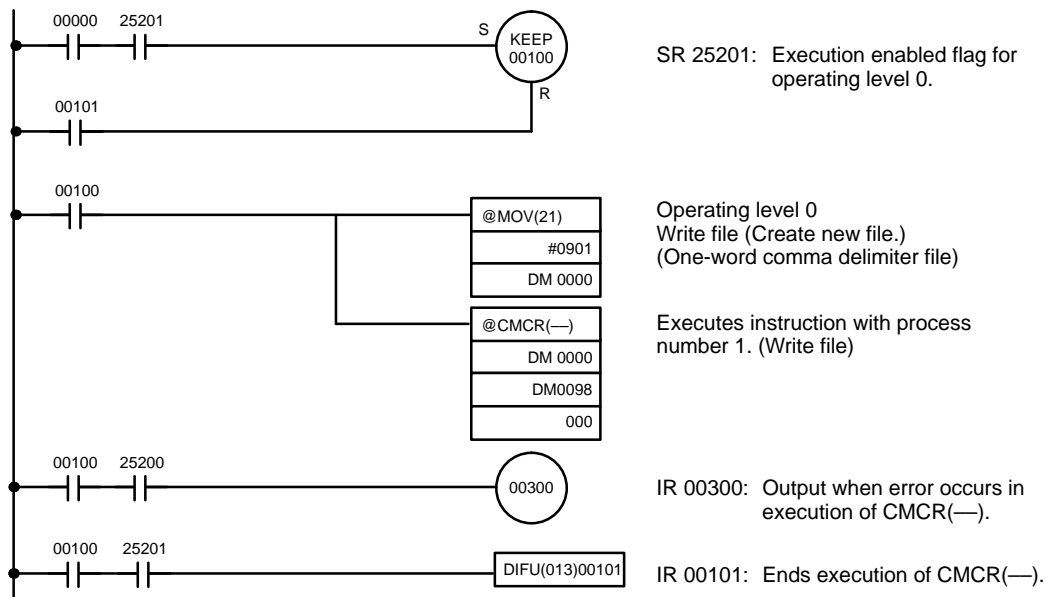 00000 25201
S
KEEP
00100
R
SR 25201: Execution enabled flag for
operating level 0.
00101
00100
@MOV(21)
#0901
DM 0000
Operating level 0
Write file (Create new file.)
(One-word comma delimiter file)
@CMCR(––)
DM 0000
DM0098
000
Executes instruction with process
number 1. (Write file)
00100 25200
00300
IR 00300: Output when error occurs in
execution of CMCR(––).
00100 25201
DIFU(013)00101
IR 00101: Ends execution of CMCR(––).